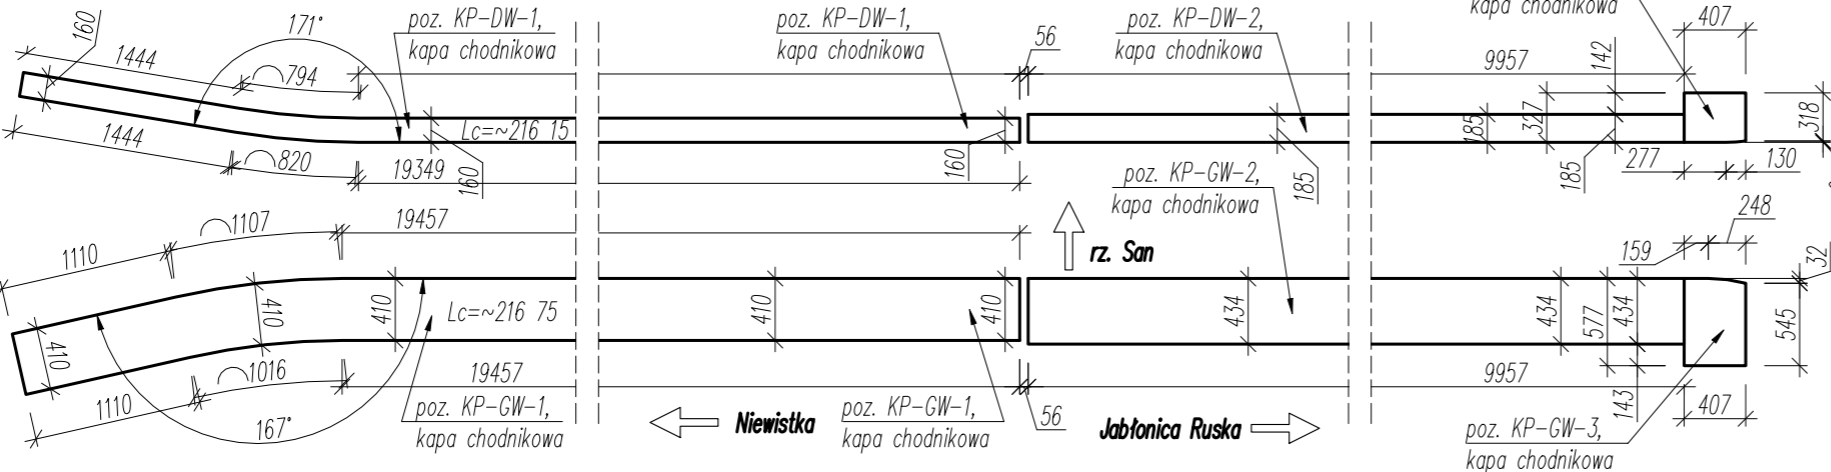 kapa chodnikowa
407
160
171°
poz. KP-DW-1,
kapa chodnikowa
poz. KP-DW-1,
kapa chodnikowa
56
poz. KP-DW-2,
kapa chodnikowa
1444
794
9957
142
1444
820
Lc=~216 15
19349
160
160
185
185
327
185
318
277
130
poz. KP-GW-2,
kapa chodnikowa
1107
19457
1110
rz. San
248
159
32
410
410
410
Lc=~216 75
410
410
434
434
577
434
545
1016
19457
9957
1110
143
407
167°
poz. KP-GW-1,
kapa chodnikowa
Niewistka
poz. KP-GW-1,
kapa chodnikowa
56
Jabłonica Ruska
poz. KP-GW-3,
kapa chodnikowa